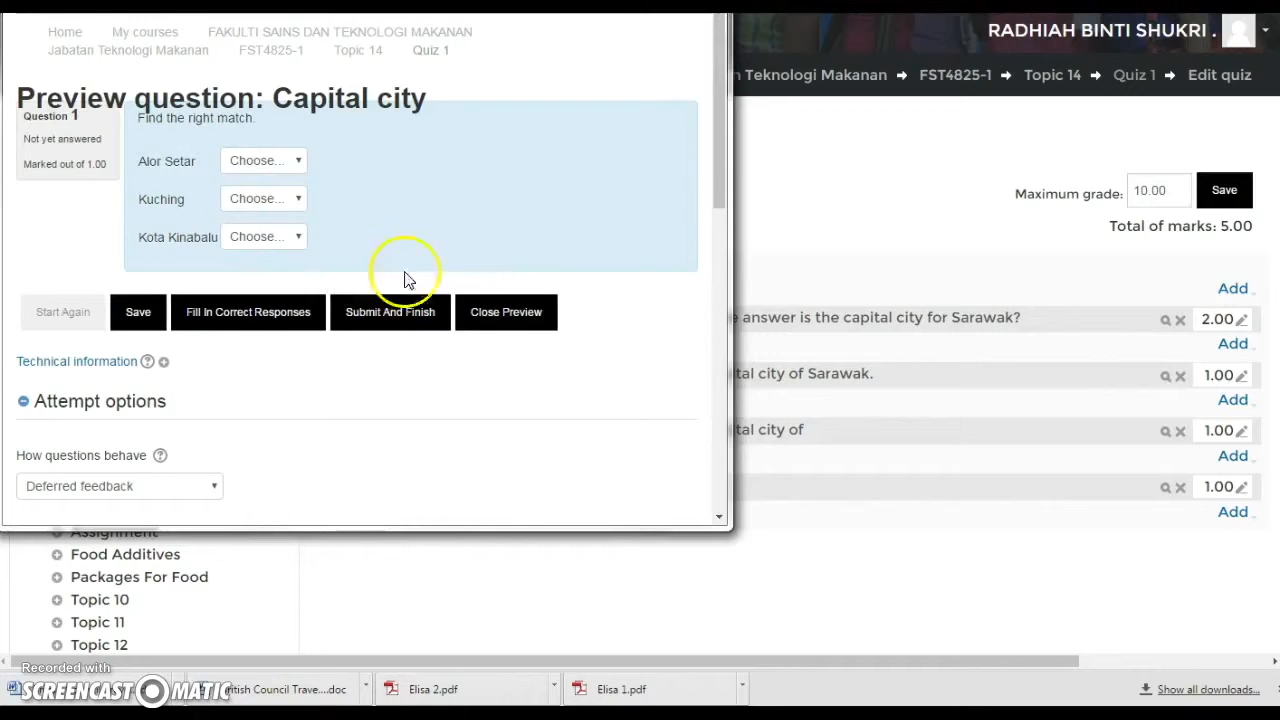 Home My courses FAKULTI SAINS DAN TEKNOLOGI MAKANAN
Jabatan Teknologi Makanan FST4825-1 Topic 14 Quiz 1
RADHIAH BINTI SHUKRI .
Teknologi Makanan FST4825-1 Topic 14 Quiz 1 Edit quiz
Preview question: Capital city
Question 1
Not yet answered
Marked out of 1.00
Find the right match.
Alor Setar Choose...
Kuching Choose...
Kota Kinabalu Choose...
Start Again Save Fill In Correct Responses Submit And Finish Close Preview
Technical information
Attempt options
How questions behave
Deferred feedback
Maximum grade: 10.00 Save
Total of marks: 5.00
Add
answer is the capital city for Sarawak? 2.00
Add
city of Sarawak. 1.00
Add
city of 1.00
Add
1.00
Add
Assignment
Food Additives
Packages For Food
Topic 10
Topic 11
Topic 12
Recorded with
SCREENCAST O MATIC
Council Trave....doc Elisa 2.pdf Elisa 1.pdf Show all downloads...